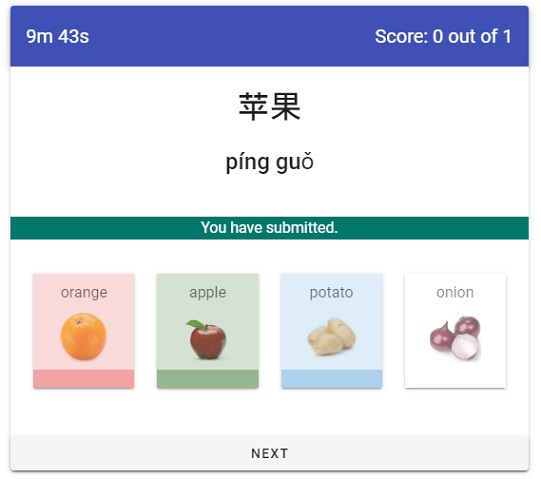 9m 43s Score: 0 out of 1
苹果
píng guǒ
You have submitted.
orange apple potato onion
NEXT